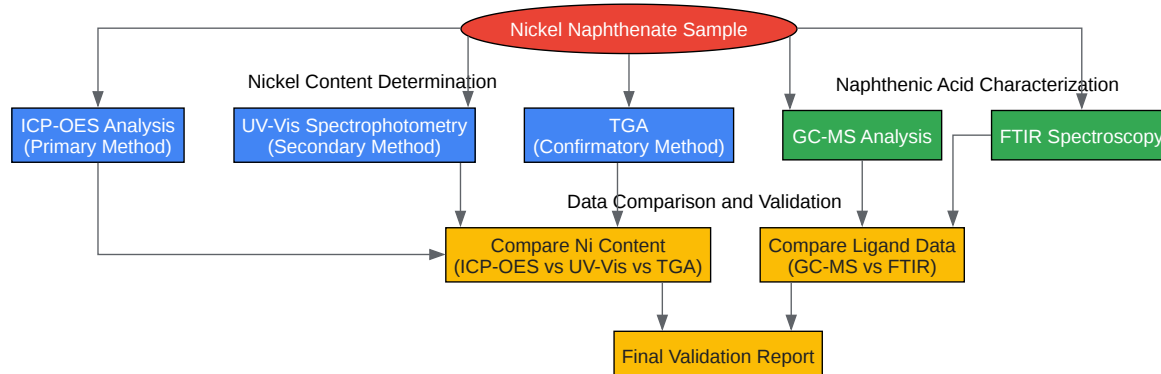 Nickel Naphthenate Sample
Nickel Content Determination
Naphthenic Acid Characterization
ICP-OES Analysis
(Primary Method)
UV-Vis Spectrophotometry
(Secondary Method)
TGA
(Confirmatory Method)
GC-MS Analysis
FTIR Spectroscopy
Data Comparison and Validation
Compare Ni Content
(ICP-OES vs UV-Vis vs TGA)
Compare Ligand Data
(GC-MS vs FTIR)
Final Validation Report